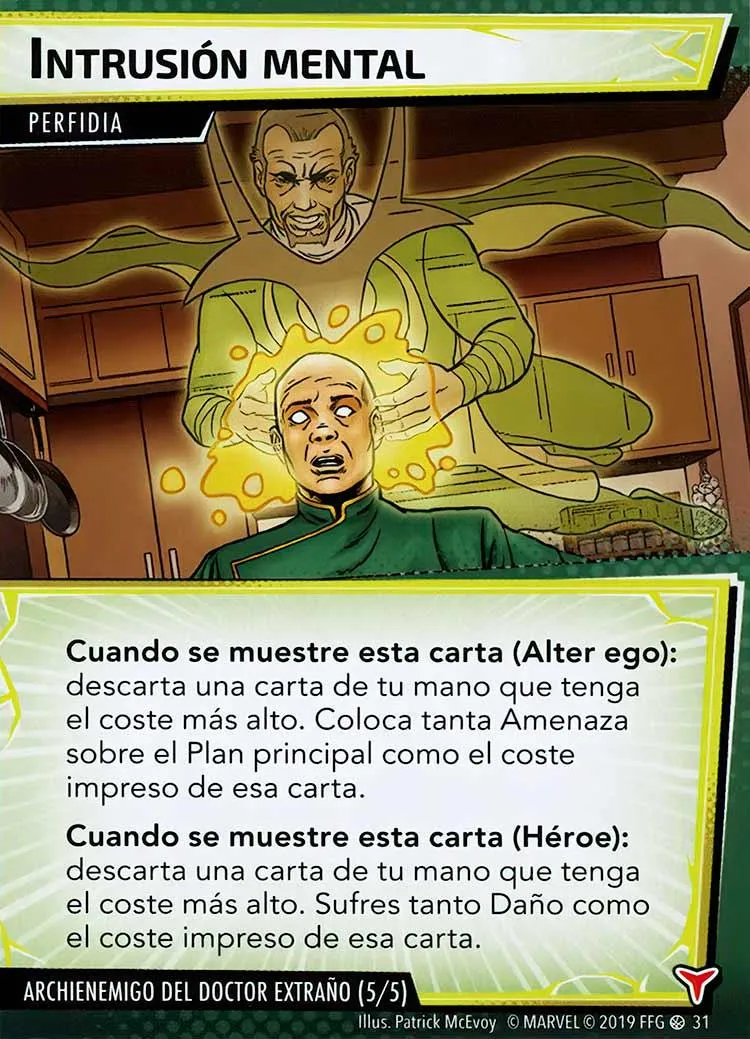 INTRUSIÓN MENTAL
PERFIDIA
Cuando se muestre esta carta (Alter ego):
descarta una carta de tu mano que tenga
el coste más alto. Coloca tanta Amenaza
sobre el Plan principal como el coste
impreso de esa carta.
Cuando se muestre esta carta (Héroe):
descarta una carta de tu mano que tenga
el coste más alto. Sufres tanto Daño como
el coste impreso de esa carta.
ARCHIENEMIGO DEL DOCTOR EXTRAÑO (5/5)
Illus. Patrick McEvoy © MARVEL © 2019 FFG 31